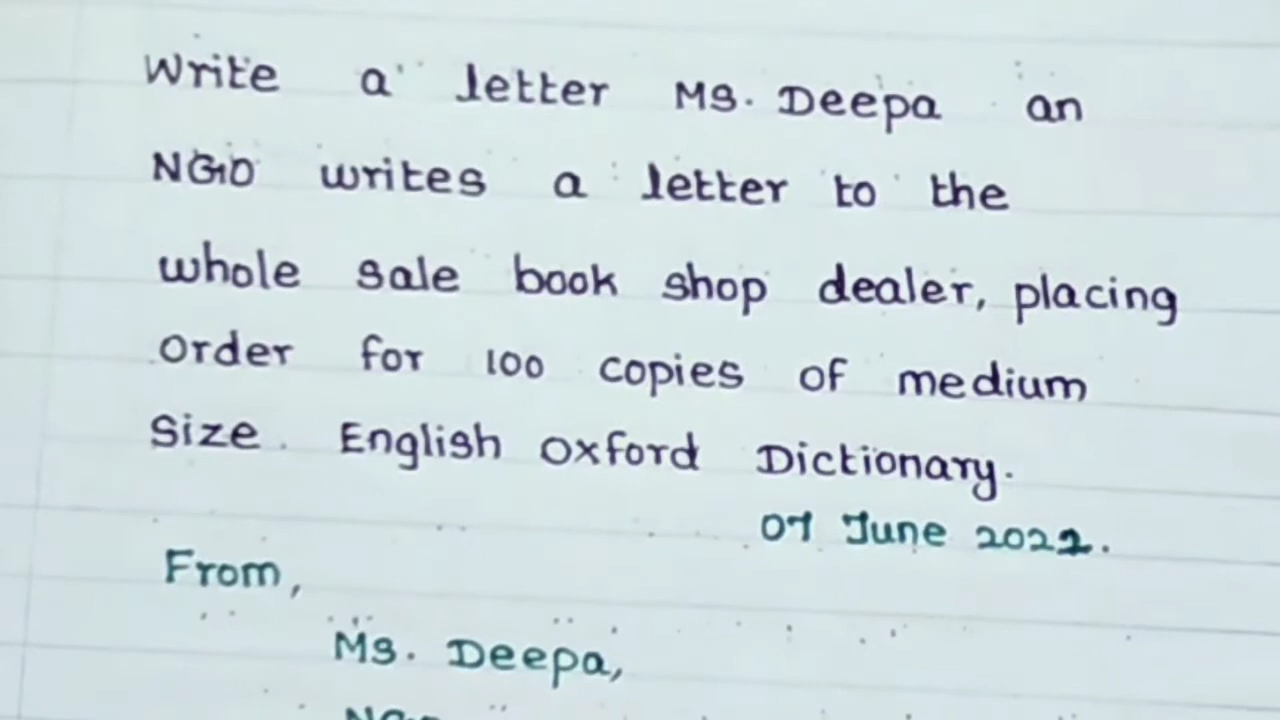 Write a letter Ms. Deepa an
NGO writes a letter to the
whole sale book shop dealer, placing
order for 100 copies of medium
Size. English Oxford Dictionary.
07 June 2022.
From,
Ms. Deepa,